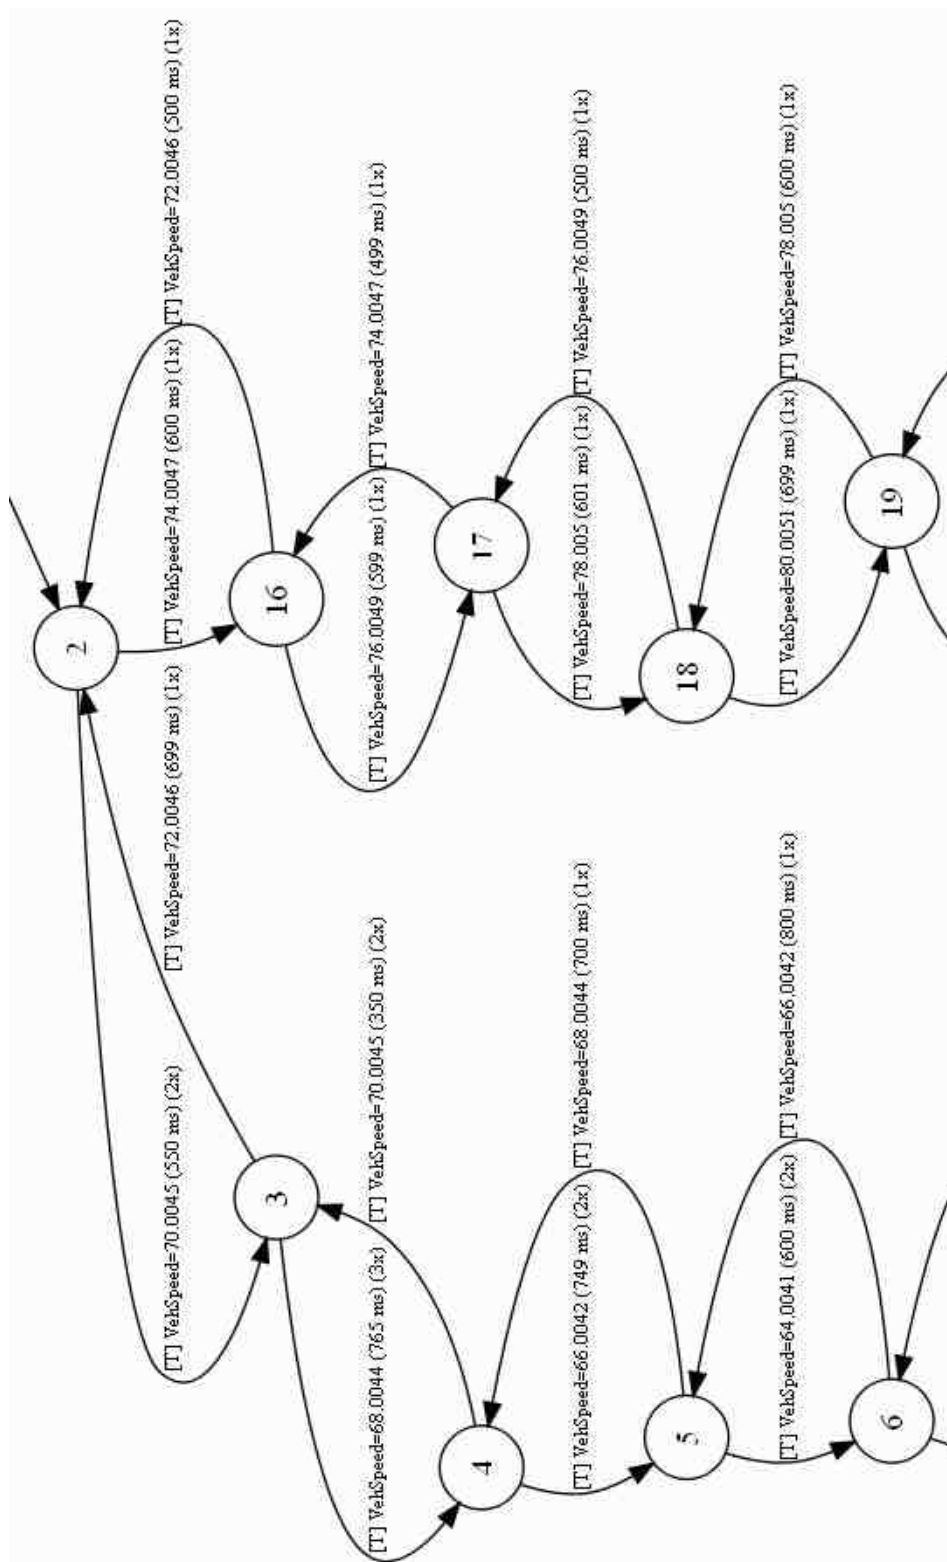 2
[T] VehSpeed=70.0045 (550 ms) (2x)
[T] VehSpeed=72.0046 (699 ms) (1x)
[T] VehSpeed=74.0047 (600 ms) (1x)
[T] VehSpeed=72.0046 (500 ms) (1x)
3
16
[T] VehSpeed=68.0044 (765 ms) (3x)
[T] VehSpeed=70.0045 (350 ms) (2x)
[T] VehSpeed=76.0049 (599 ms) (1x)
[T] VehSpeed=74.0047 (499 ms) (1x)
4
17
[T] VehSpeed=66.0042 (749 ms) (2x)
[T] VehSpeed=68.0044 (700 ms) (1x)
[T] VehSpeed=78.005 (601 ms) (1x)
[T] VehSpeed=76.0049 (500 ms) (1x)
5
18
[T] VehSpeed=64.0041 (600 ms) (2x)
[T] VehSpeed=66.0042 (800 ms) (1x)
[T] VehSpeed=80.0051 (699 ms) (1x)
[T] VehSpeed=78.005 (600 ms) (1x)
6
19